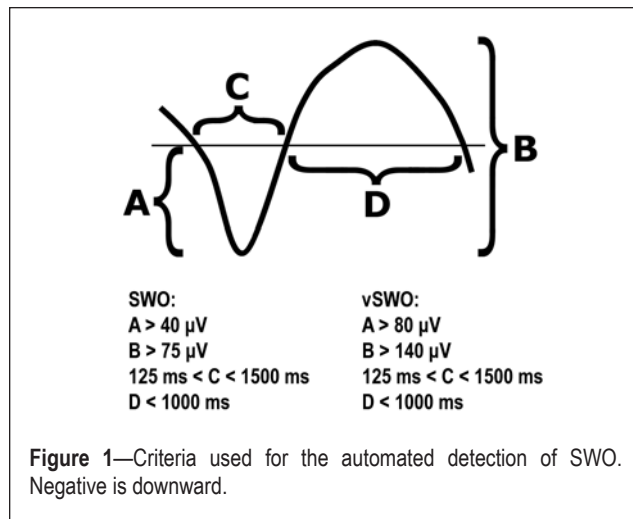 C
A
B
D
SWO: vSWO:
A > 40 µV A > 80 µV
B > 75 µV B > 140 µV
125 ms < C < 1500 ms 125 ms < C < 1500 ms
D < 1000 ms D < 1000 ms
Figure 1—Criteria used for the automated detection of SWO.
Negative is downward.